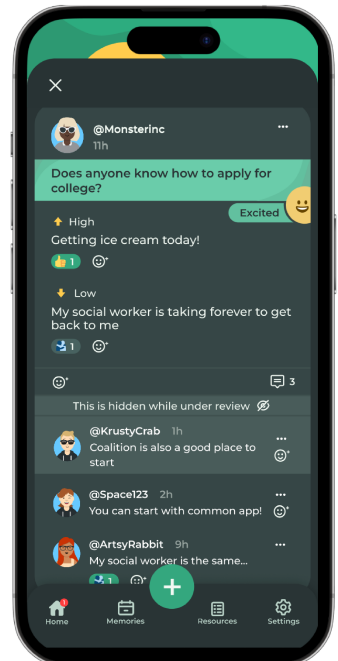 @Monsterinc
11h
Does anyone know how to apply for
college?
Excited
High
Getting ice cream today!
1
Low
My social worker is taking forever to get
back to me
1
3
This is hidden while under review
@KrustyCrab 1h
Coalition is also a good place to
start
@Space123 2h
You can start with common app!
@ArtsyRabbit 9h
My social worker is the same...
1
1
Home
Memories
Resources
Settings